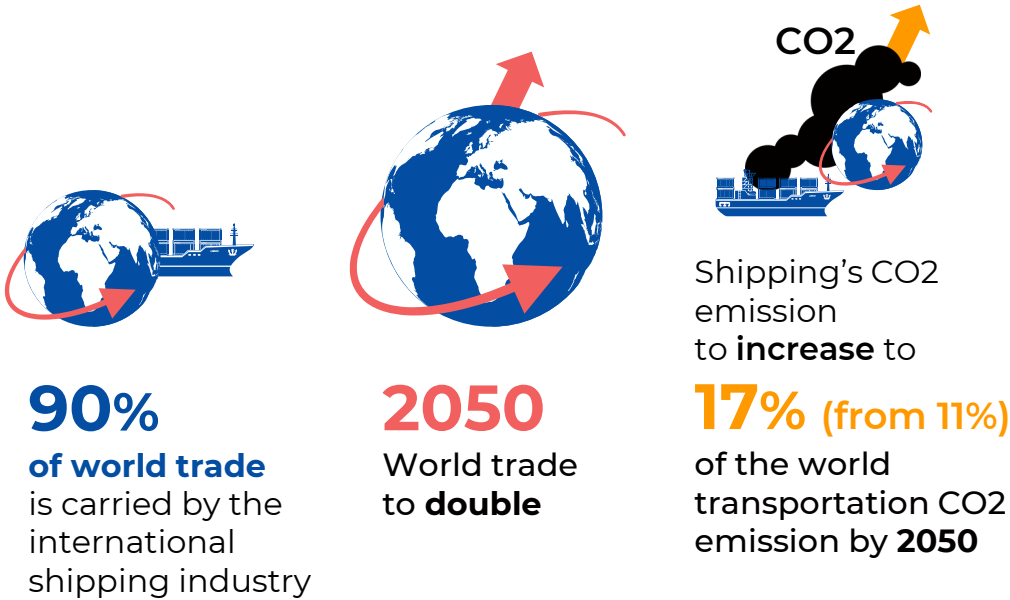 90%
of world trade
is carried by the
international
shipping industry
2050
World trade
to double
CO2
Shipping’s CO2
emission
to increase to
17% (from 11%)
of the world
transportation CO2
emission by 2050